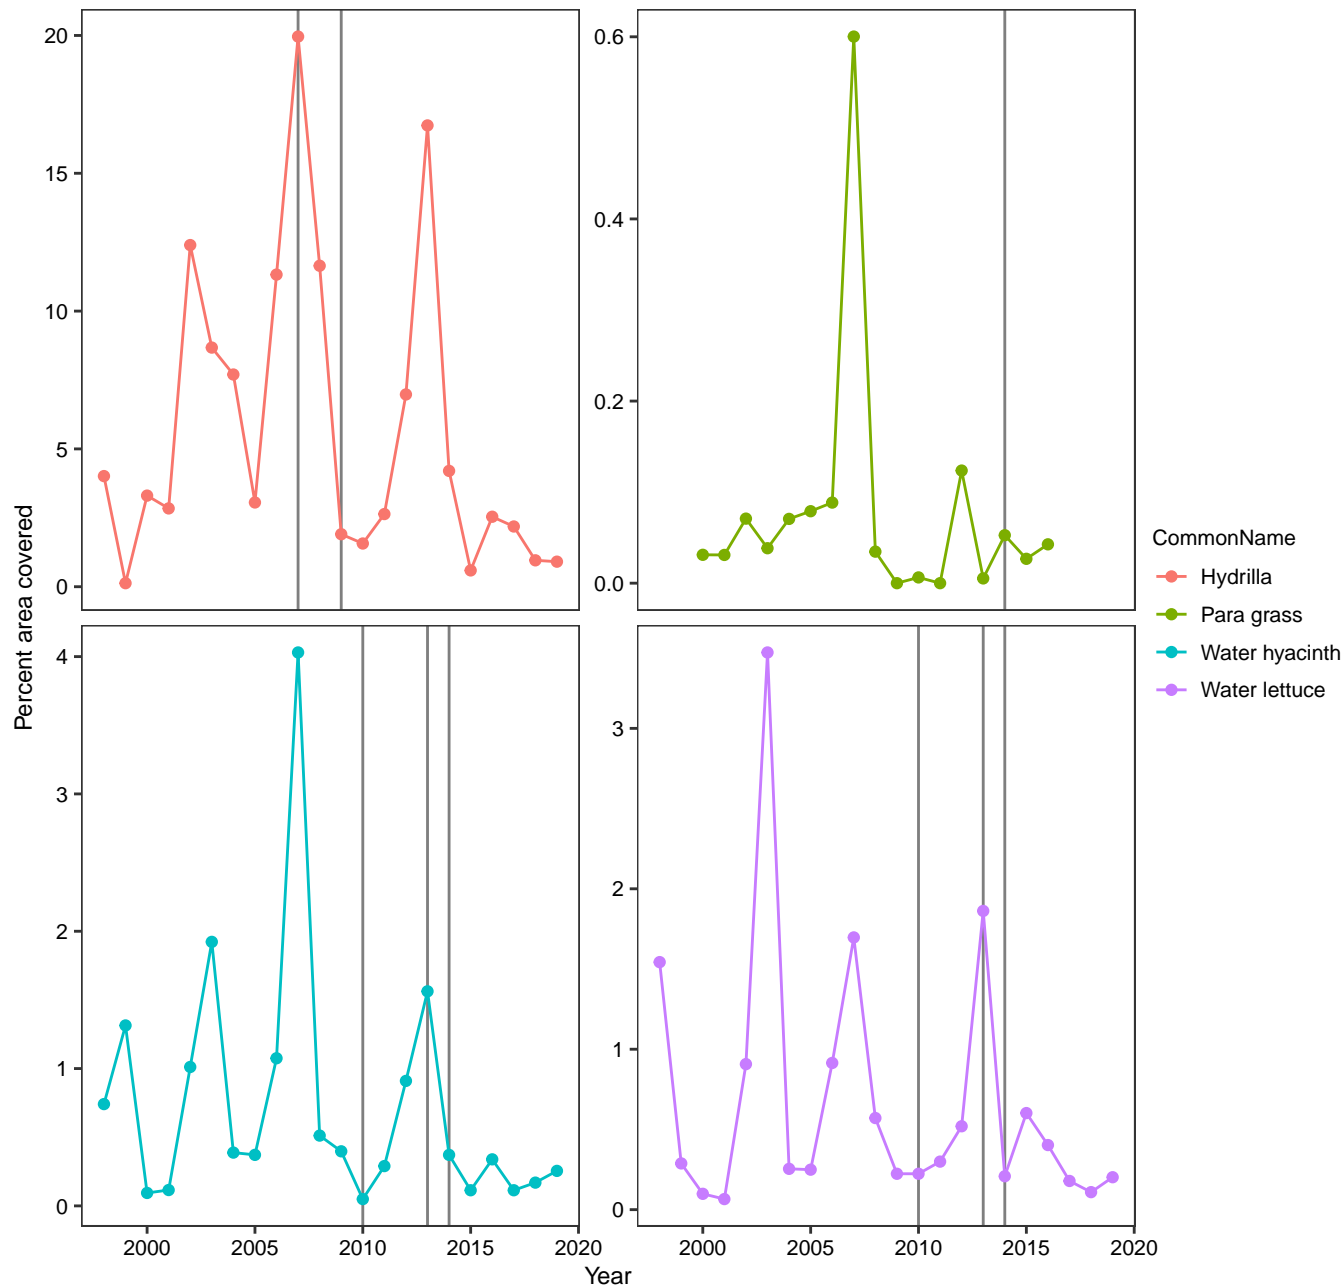 20
15
10
5
0
0.6
0.4
0.2
0.0
Percent area covered
4
3
2
1
0
3
2
1
0
2000 2005 2010 2015 2020
2000 2005 2010 2015 2020
Year
CommonName
Hydrilla
Para grass
Water hyacinth
Water lettuce